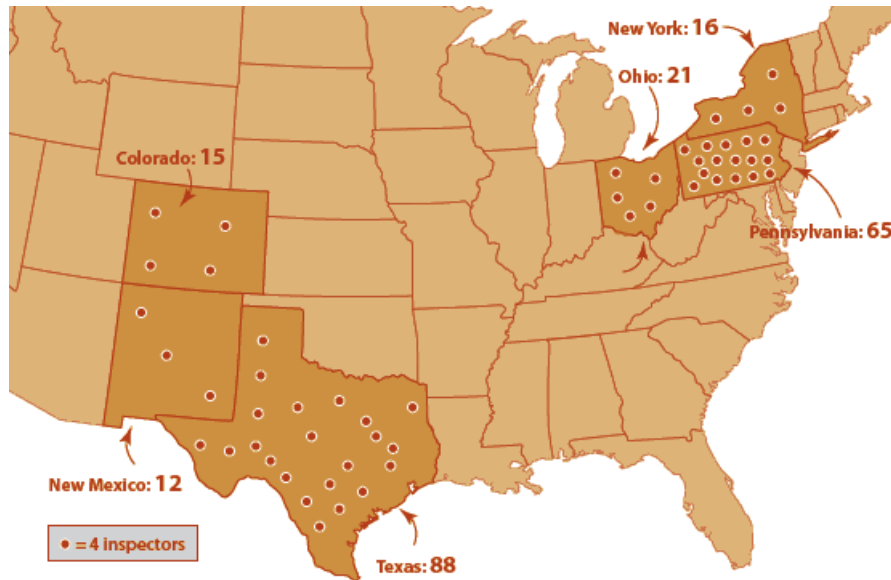 New York: 16
Ohio: 21
Colorado: 15
Pennsylvania: 65
New Mexico: 12
= 4 inspectors
Texas: 88